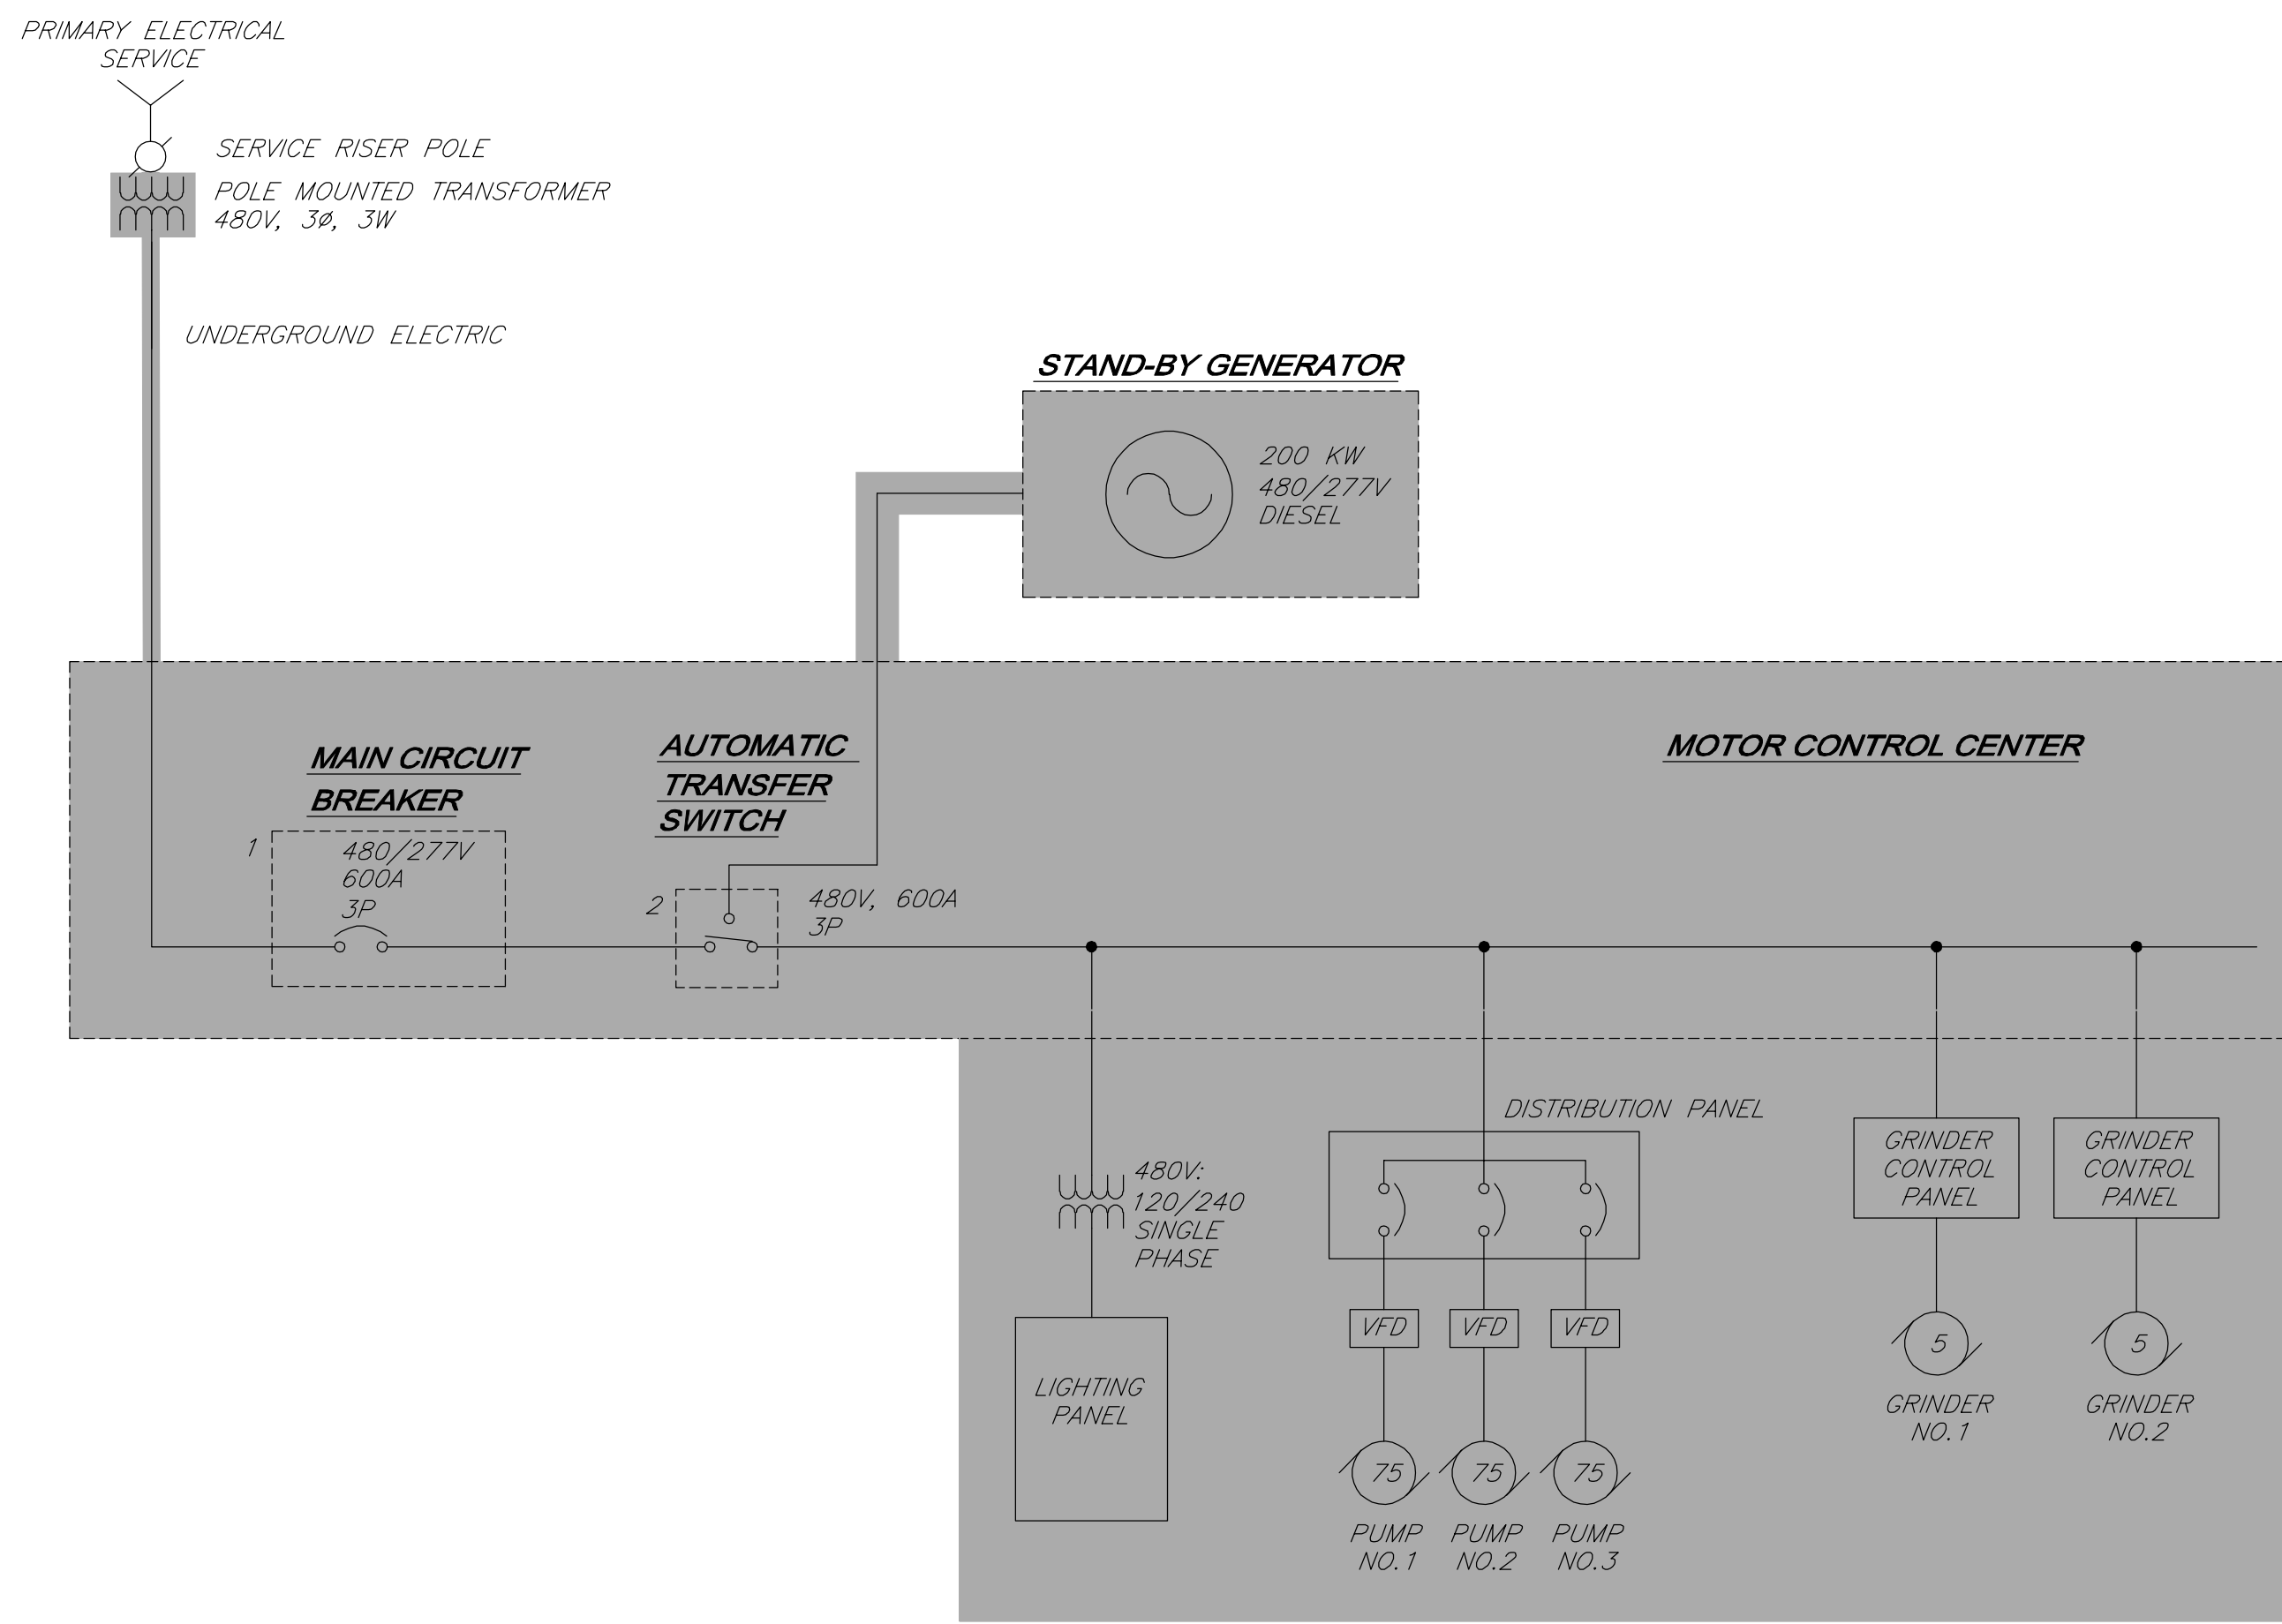 PRIMARY ELECTRICAL
SERVICE
SERVICE RISER POLE
POLE MOUNTED TRANSFORMER
480V, 3ø, 3W
UNDERGROUND ELECTRIC
STAND-BY GENERATOR
200 KW
480/277V
DIESEL
MAIN CIRCUIT
BREAKER
1
480/277V
600A
3P
AUTOMATIC
TRANSFER
SWITCH
2
480V, 600A
3P
MOTOR CONTROL CENTER
480V:
120/240
SINGLE
PHASE
LIGHTING
PANEL
DISTRIBUTION PANEL
VFD
VFD
VFD
75
75
75
PUMP
NO.1
PUMP
NO.2
PUMP
NO.3
GRINDER
CONTROL
PANEL
5
GRINDER
NO.1
GRINDER
CONTROL
PANEL
5
GRINDER
NO.2